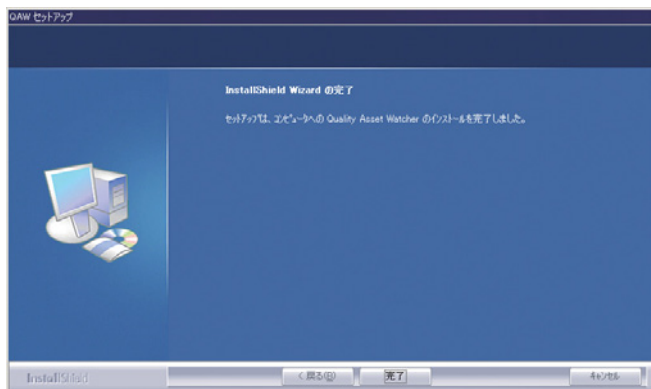 QAW セットアップ
InstallShield Wizard の完了
セットアップは、コンピュータへの Quality Asset Watcher のインストールを完了しました。
InstallShield
< 戻る(B)
完了
キャンセル